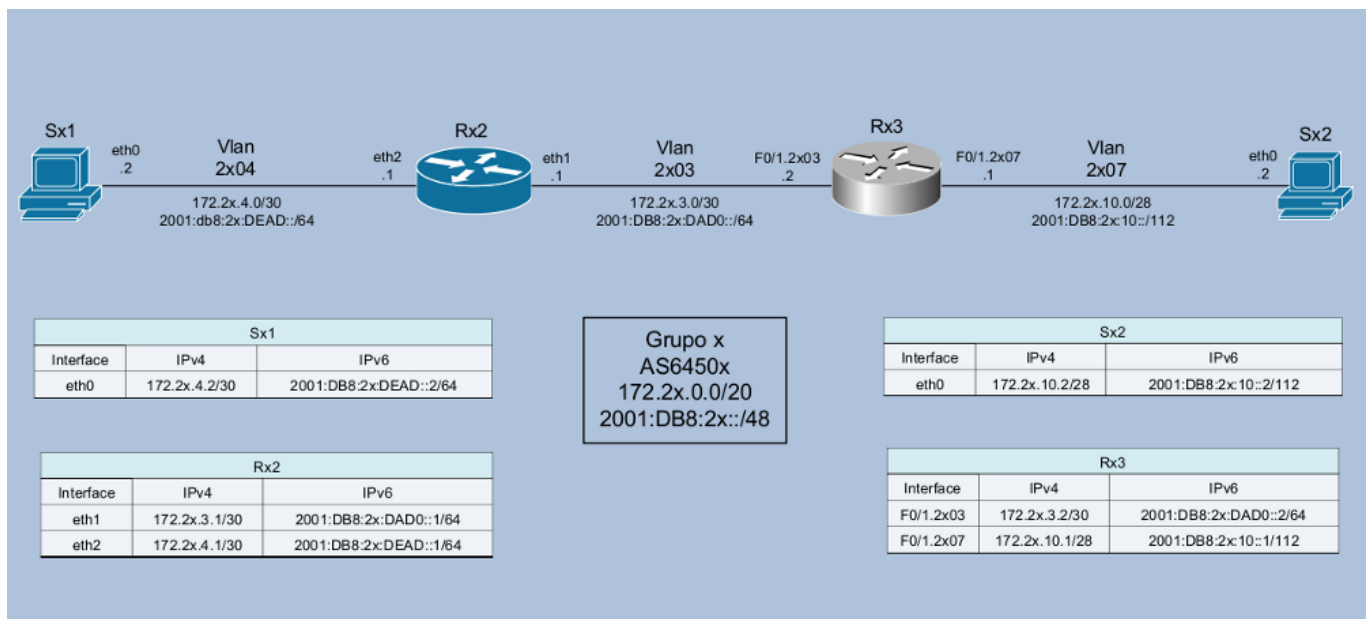 Sx1
eth0
.2
Vlan
2x04
172.2x.4.0/30
2001:db8:2x:DEAD::/64
eth2
.1
Rx2
eth1
.1
Vlan
2x03
172.2x.3.0/30
2001:DB8:2x:DAD0::/64
F0/1.2x03
.2
Rx3
F0/1.2x07
.1
Vlan
2x07
172.2x.10.0/28
2001:DB8:2x:10::/112
eth0
.2
Sx2
Sx1
Interface IPv4 IPv6
eth0 172.2x.4.2/30 2001:DB8:2x:DEAD::2/64
Grupo x
AS6450x
172.2x.0.0/20
2001:DB8:2x::/48
Sx2
Interface IPv4 IPv6
eth0 172.2x.10.2/28 2001:DB8:2x:10::2/112
Rx2
Interface IPv4 IPv6
eth1 172.2x.3.1/30 2001:DB8:2x:DAD0::1/64
eth2 172.2x.4.1/30 2001:DB8:2x:DEAD::1/64
Rx3
Interface IPv4 IPv6
F0/1.2x03 172.2x.3.2/30 2001:DB8:2x:DAD0::2/64
F0/1.2x07 172.2x.10.1/28 2001:DB8:2x:10::1/112